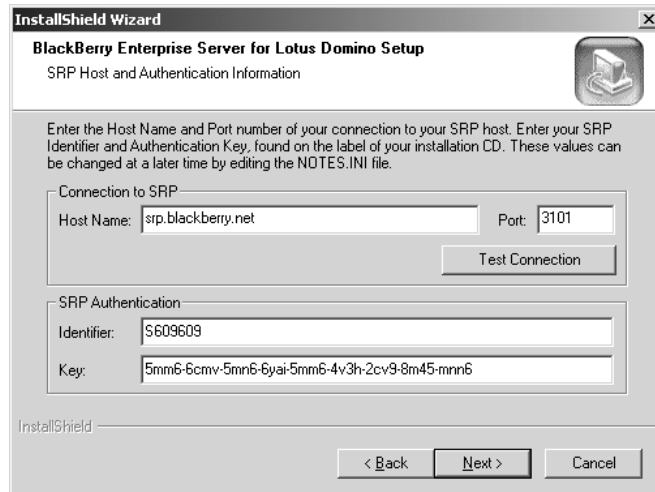 InstallShield Wizard
BlackBerry Enterprise Server for Lotus Domino Setup
SRP Host and Authentication Information
Enter the Host Name and Port number of your connection to your SRP host. Enter your SRP
Identifier and Authentication Key, found on the label of your installation CD. These values can
be changed at a later time by editing the NOTES.INI file.
Connection to SRP
Host Name: srp.blackberry.net Port: 3101
Test Connection
SRP Authentication
Identifier: S609609
Key: 5mm6-6cmv-5mn6-6yai-5mm6-4v3h-2cv9-8m45-mnn6
InstallShield
< Back Next > Cancel